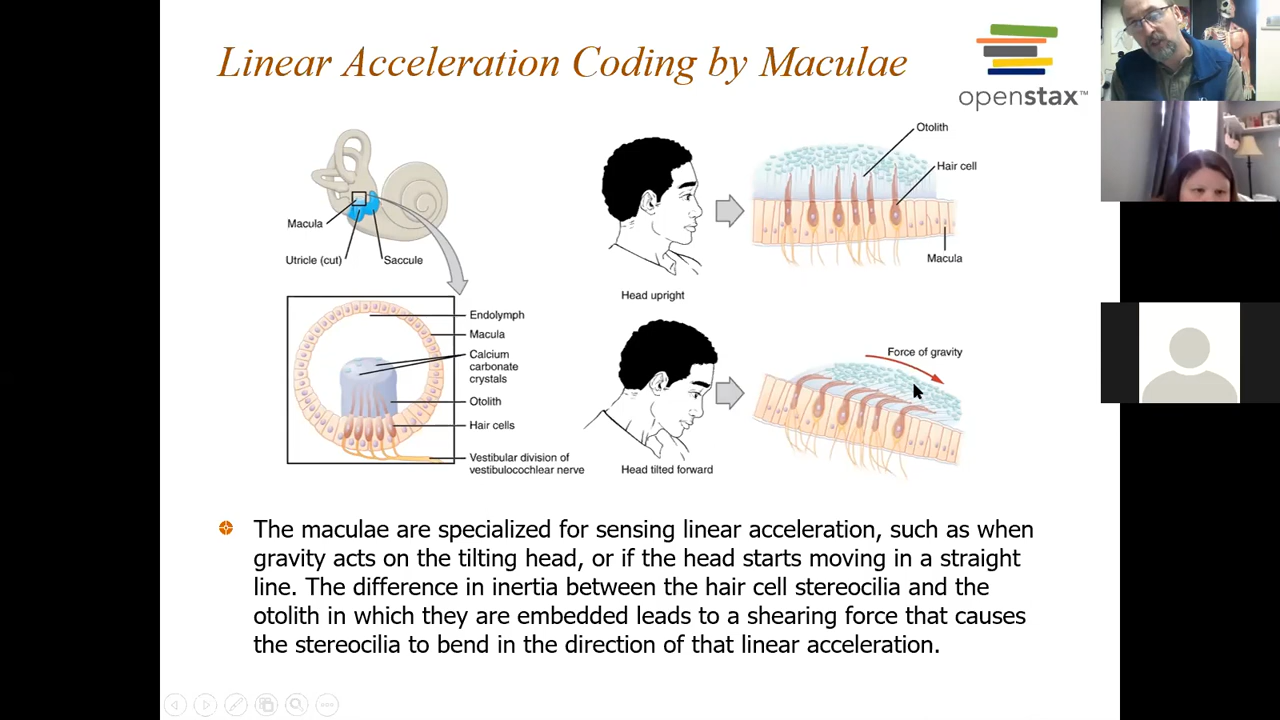 Linear Acceleration Coding by Maculae
openstax™
Otolith
Hair cell
Macula
Utricle (cut)
Saccule
Macula
Head upright
Endolymph
Macula
Calcium
carbonate
crystals
Otolith
Hair cells
Vestibular division of
vestibulocochlear nerve
Force of gravity
Head tilted forward
The maculae are specialized for sensing linear acceleration, such as when
gravity acts on the tilting head, or if the head starts moving in a straight
line. The difference in inertia between the hair cell stereocilia and the
otolith in which they are embedded leads to a shearing force that causes
the stereocilia to bend in the direction of that linear acceleration.